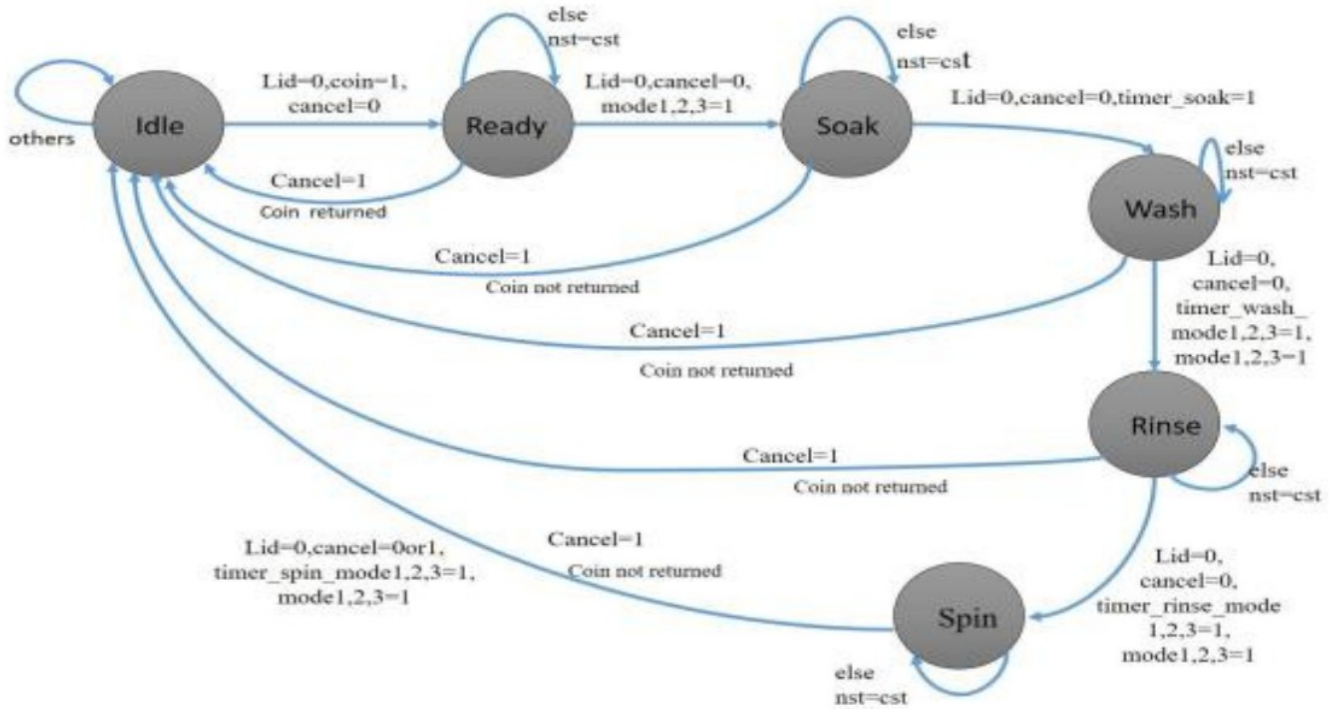 else
nst=cst
else
nst=cst
Lid=0,coin=1,
cancel=0
Lid=0,cancel=0,
mode1,2,3=1
Lid=0,cancel=0,timer_soak=1
Idle
Ready
Soak
others
else
nst=cst
Cancel=1
Coin returned
Wash
Cancel=1
Coin not returned
Lid=0,
cancel=0,
timer_wash_
mode1,2,3=1,
mode1,2,3=1
Cancel=1
Coin not returned
Rinse
Cancel=1
Coin not returned
else
nst=cst
Lid=0,cancel=0or1,
timer_spin_mode1,2,3=1,
mode1,2,3=1
Cancel=1
Coin not returned
Lid=0,
cancel=0,
timer_rinse_mode
1,2,3=1,
mode1,2,3=1
Spin
else
nst=cst